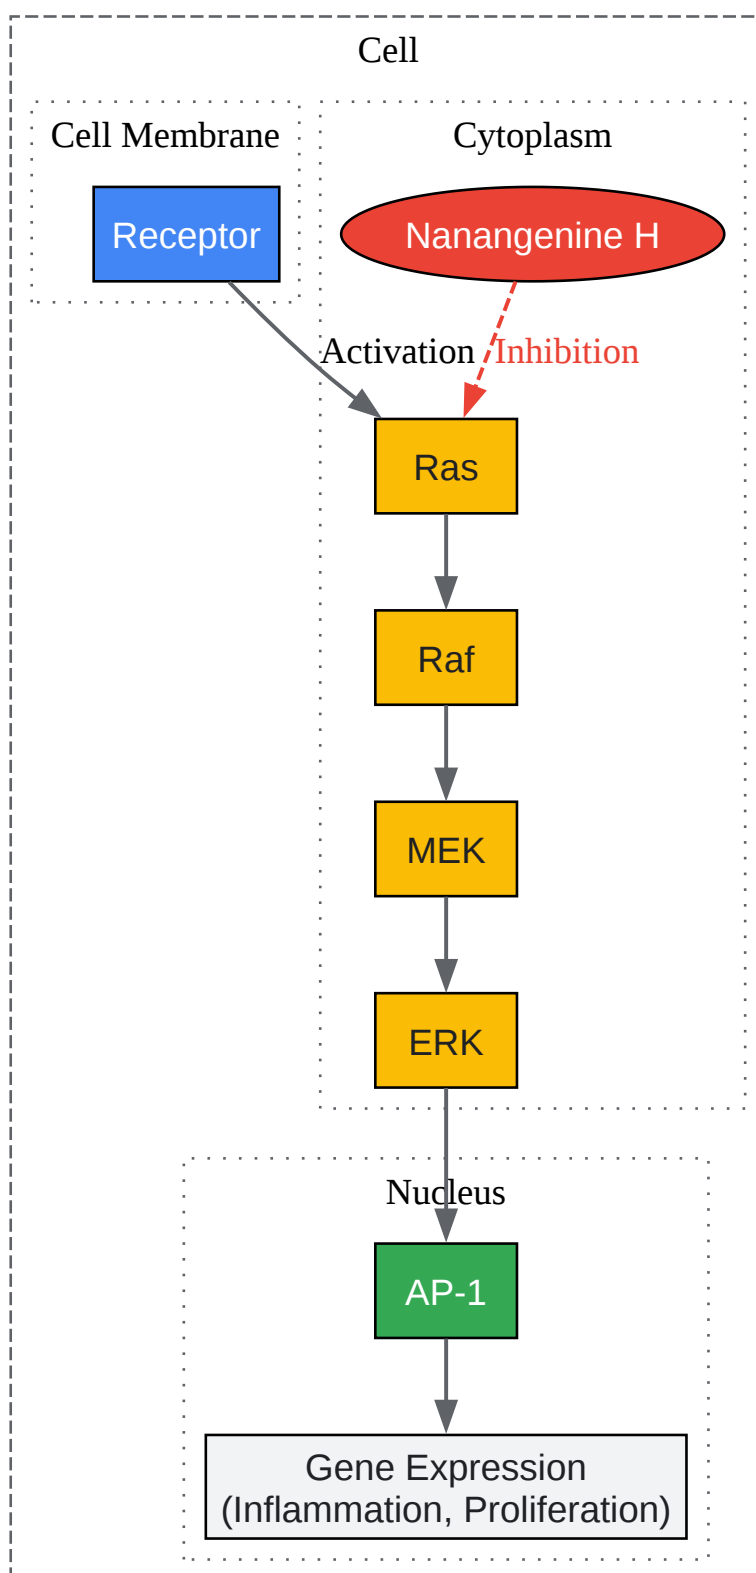 Cell
Cell Membrane
Cytoplasm
Receptor
Nanangenine H
Activation
Inhibition
Ras
Raf
MEK
ERK
Nucleus
AP-1
Gene Expression
(Inflammation, Proliferation)